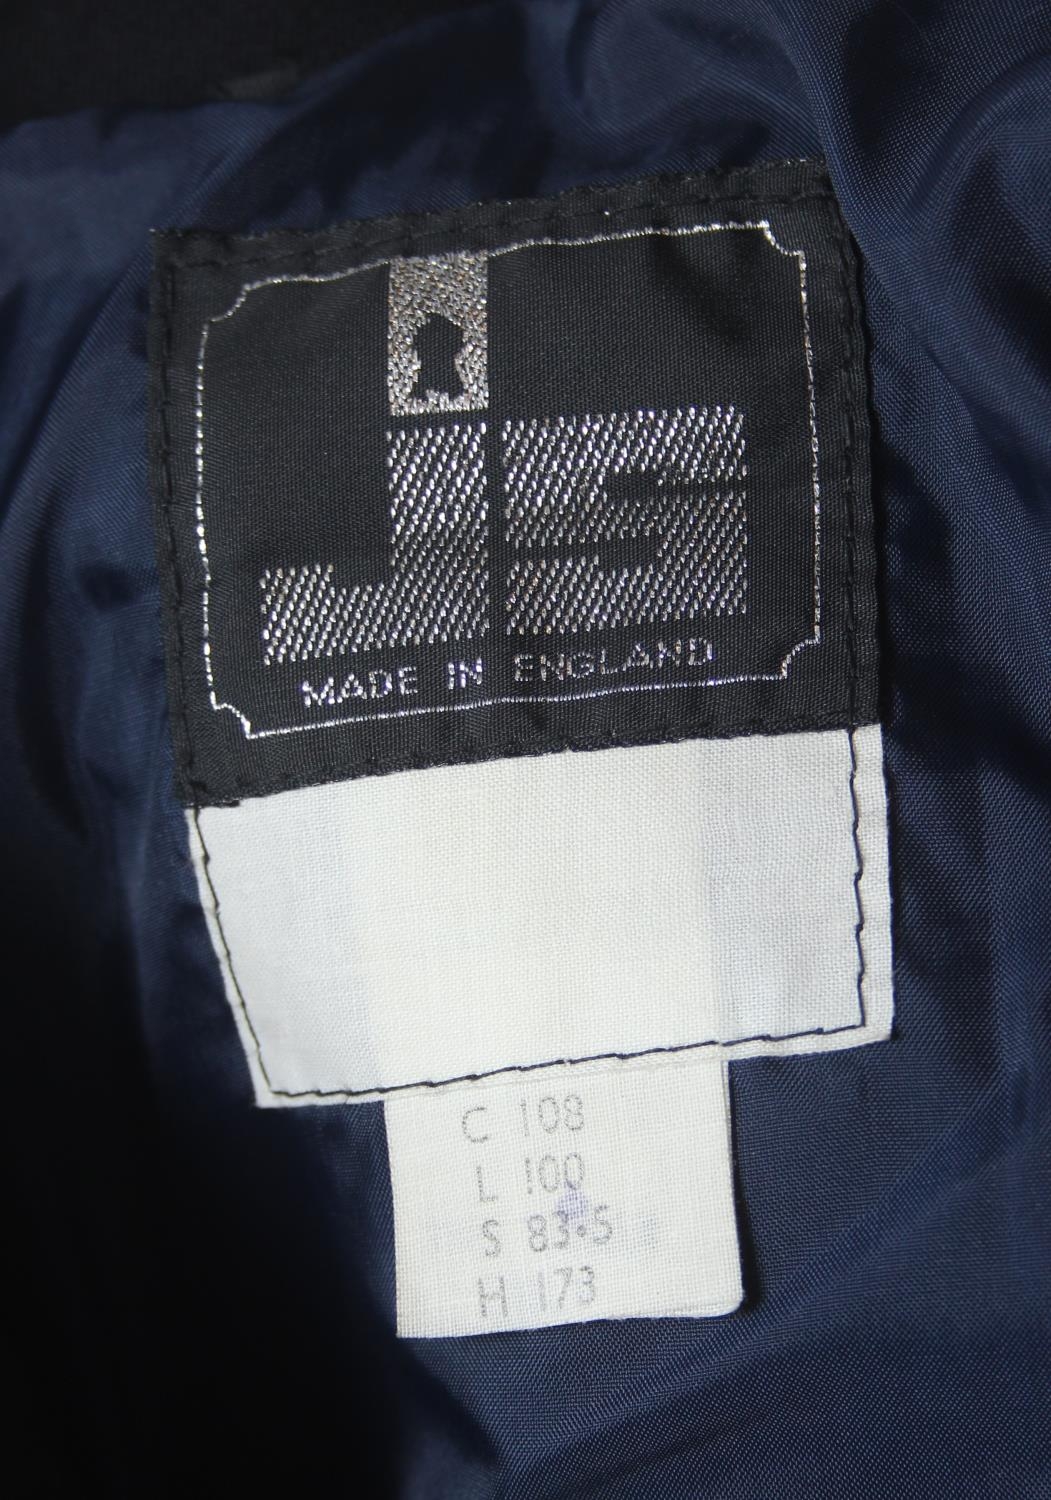 JS
MADE IN ENGLAND
C 108
L 100
S 83.5
H 173